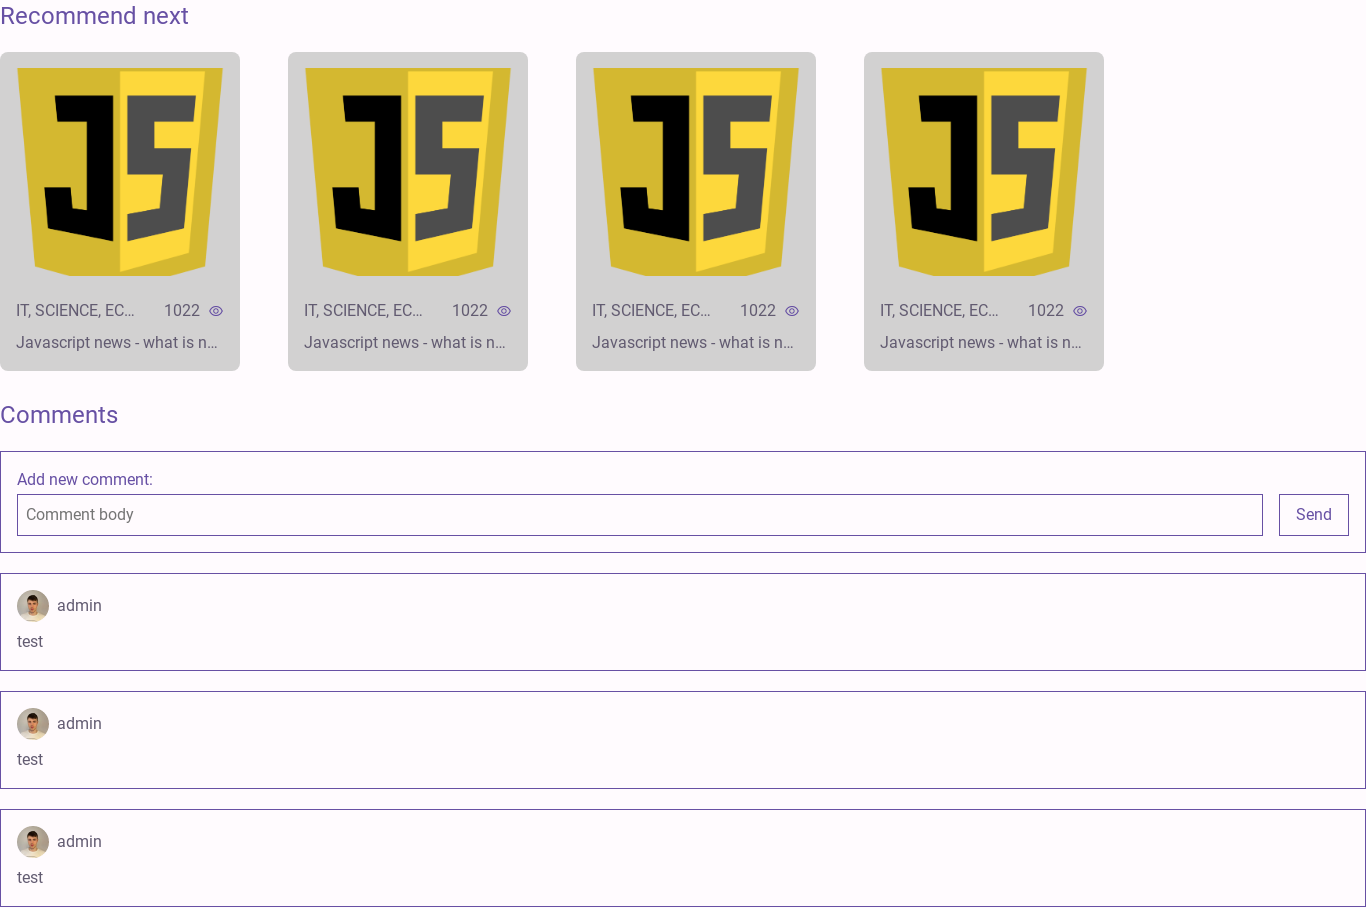 Recommend next
JS JS JS JS
IT, SCIENCE, EC... 1022 IT, SCIENCE, EC... 1022 IT, SCIENCE, EC... 1022 IT, SCIENCE, EC... 1022
Javascript news - what is n... Javascript news - what is n... Javascript news - what is n... Javascript news - what is n...
Comments
Add new comment:
Comment body Send
admin
test
admin
test
admin
test